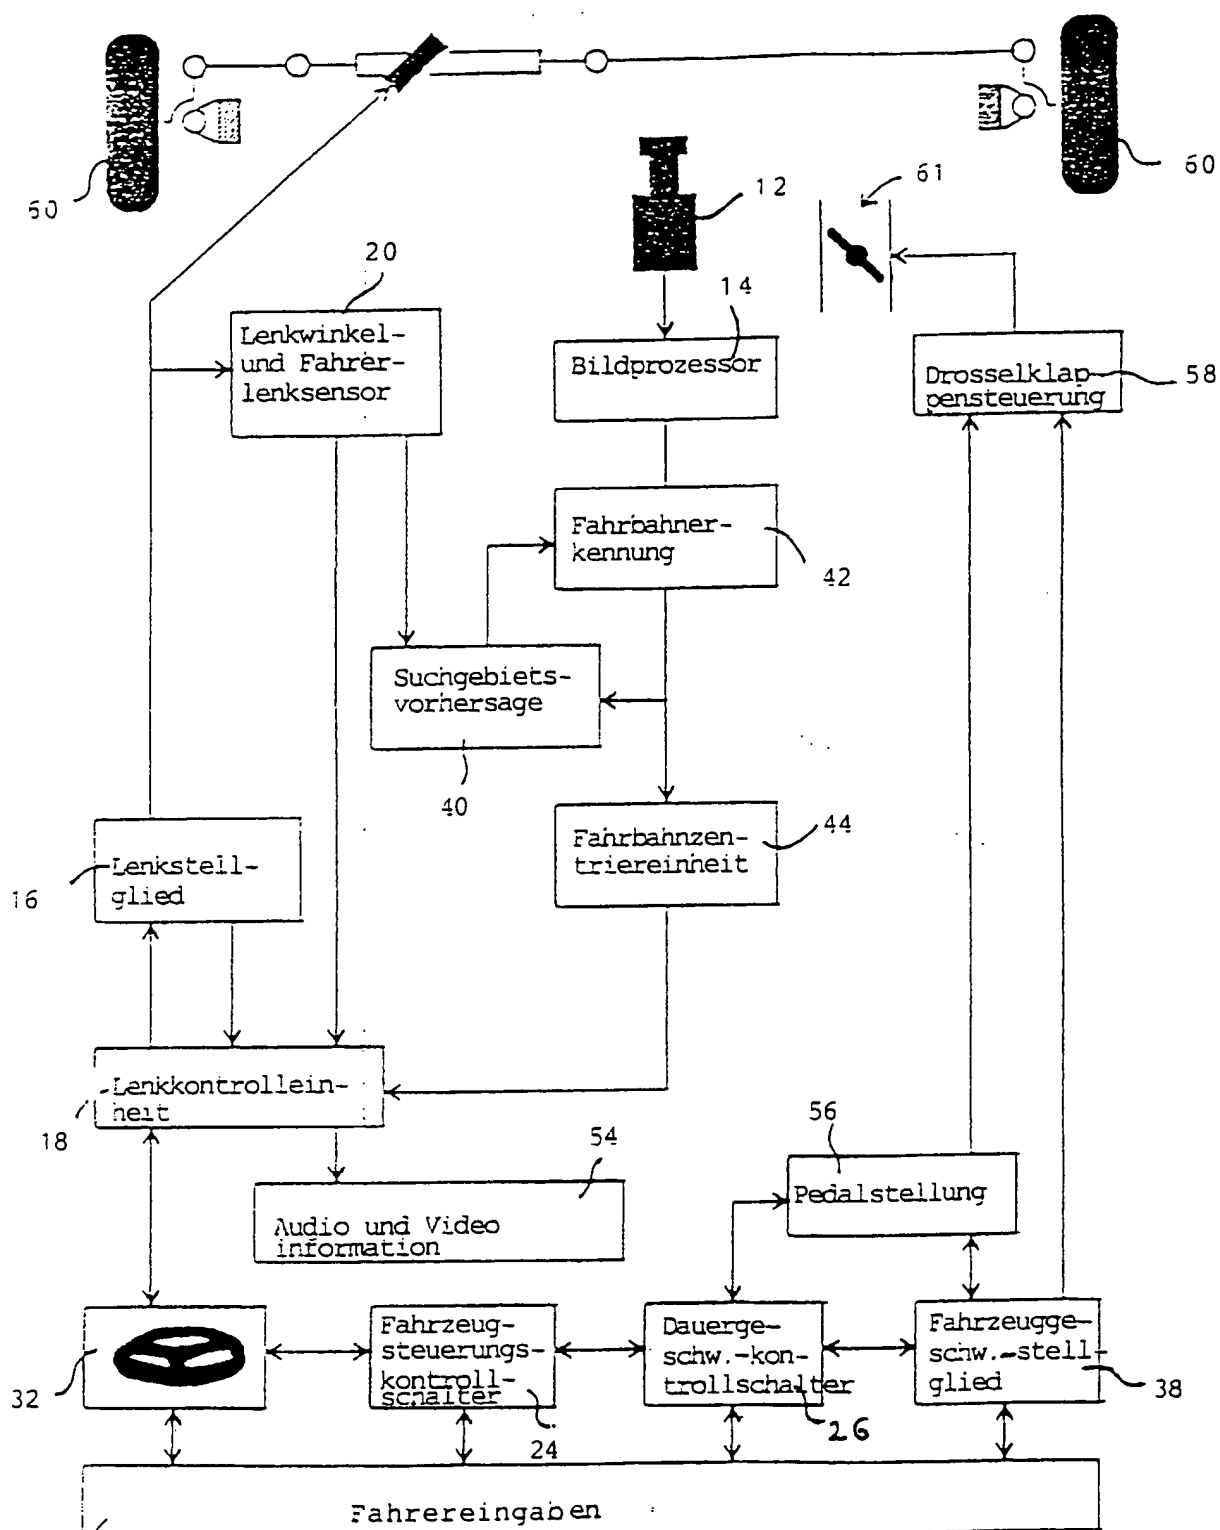 60
60
12
61
20
14
Lenkwinkel-
und Fahrer-
lenksensor
Bildprozessor
Drosselklap-
pensteuerung
58
Fahrbahner-
kennung
42
Suchgebiets-
vorhersage
40
Fahrbahnzen-
triereinheit
44
Lenkstell-
glied
16
Lenkkontrollein-
heit
18
54
56
Pedalstellung
Audio und Video
information
Fahrzeug-
steuerungs-
kontroll-
schalter
Dauerge-
schw.-kon-
trollschalter
Fahrzeugge-
schw.-stell-
glied
32
38
26
24
Fahrereingaben